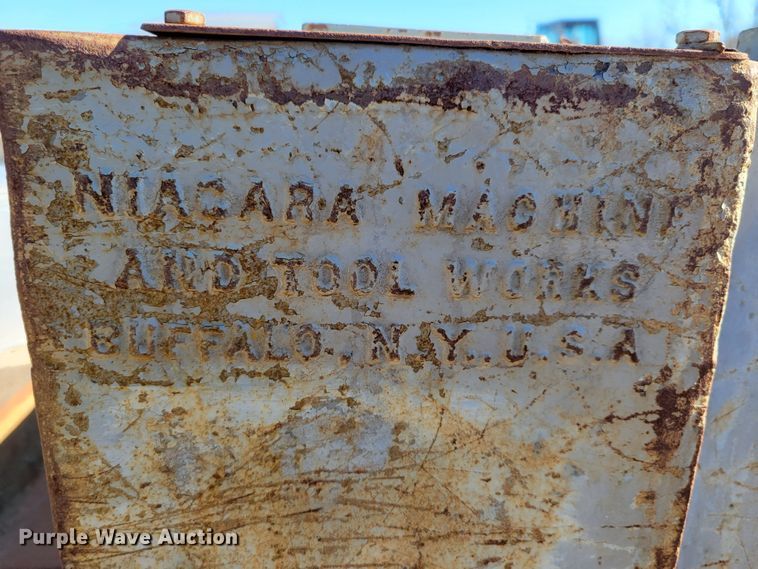 NIAGARA MACHINE
AND TOOL WORKS
BUFFALO, N.Y. U.S.A
Purple Wave Auction